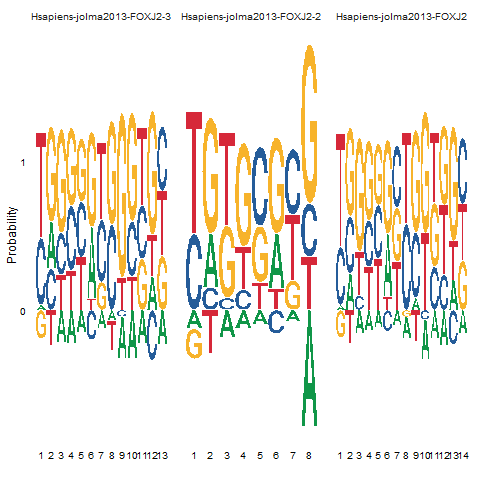 Hsapiens-jolma2013-FOXJ2-3 Hsapiens-jolma2013-FOXJ2-2 Hsapiens-jolma2013-FOXJ2
Probability
1
0
1 2 3 4 5 6 7 8 9 10 11 12 13 1 2 3 4 5 6 7 8 1 2 3 4 5 6 7 8 9 10 11 12 13 14